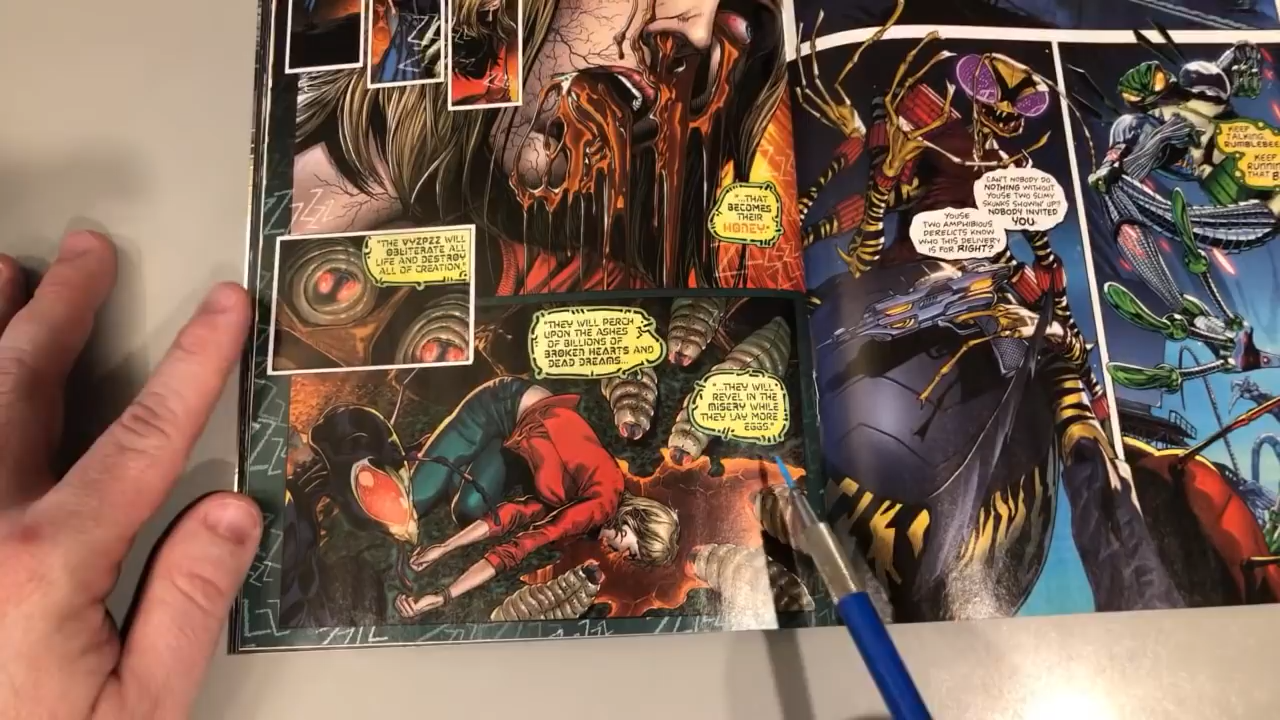 "...THAT
BECOMES
THEIR
HONEY."
"THE VYZPZZ WILL
OBLITERATE ALL
LIFE AND DESTROY
ALL OF CREATION."
"THEY WILL PERCH
UPON THE ASHES
OF BILLIONS OF
BROKEN HEARTS AND
DEAD DREAMS...
"...THEY WILL
REVEL IN THE
MISERY WHILE
THEY LAY MORE
EGGS."
CAN'T NOBODY DO
NOTHING WITHOUT
YOUSE TWO SLIMY
SKUNKS SHOWIN' UP?
NOBODY INVITED
YOU.
YOUSE
TWO AMPHIBIOUS
DERELICTS KNOW
WHO THIS DELIVERY
IS FOR, RIGHT?
KEEP
TALKING,
RUMBLEBEE.
KEEP
RUNNIN
THAT